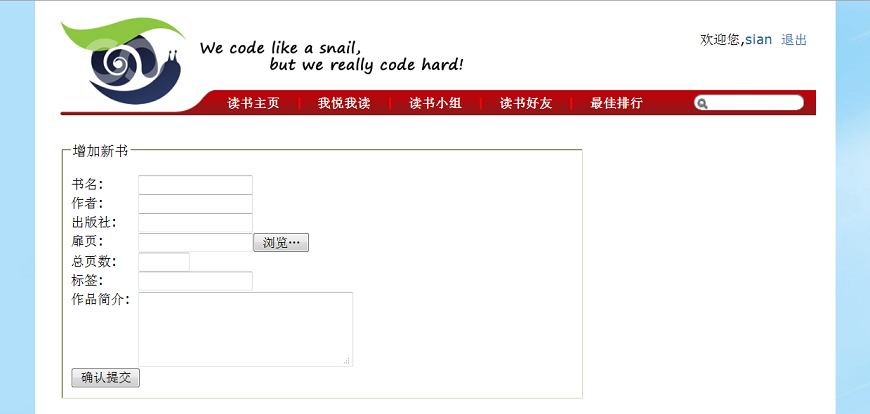 We code like a snail,
but we really code hard!
欢迎您,sian 退出
读书主页 我悦我读 读书小组 读书好友 最佳排行
增加新书
书名:
作者:
出版社:
扉页: 浏览…
总页数:
标签:
作品简介:
确认提交